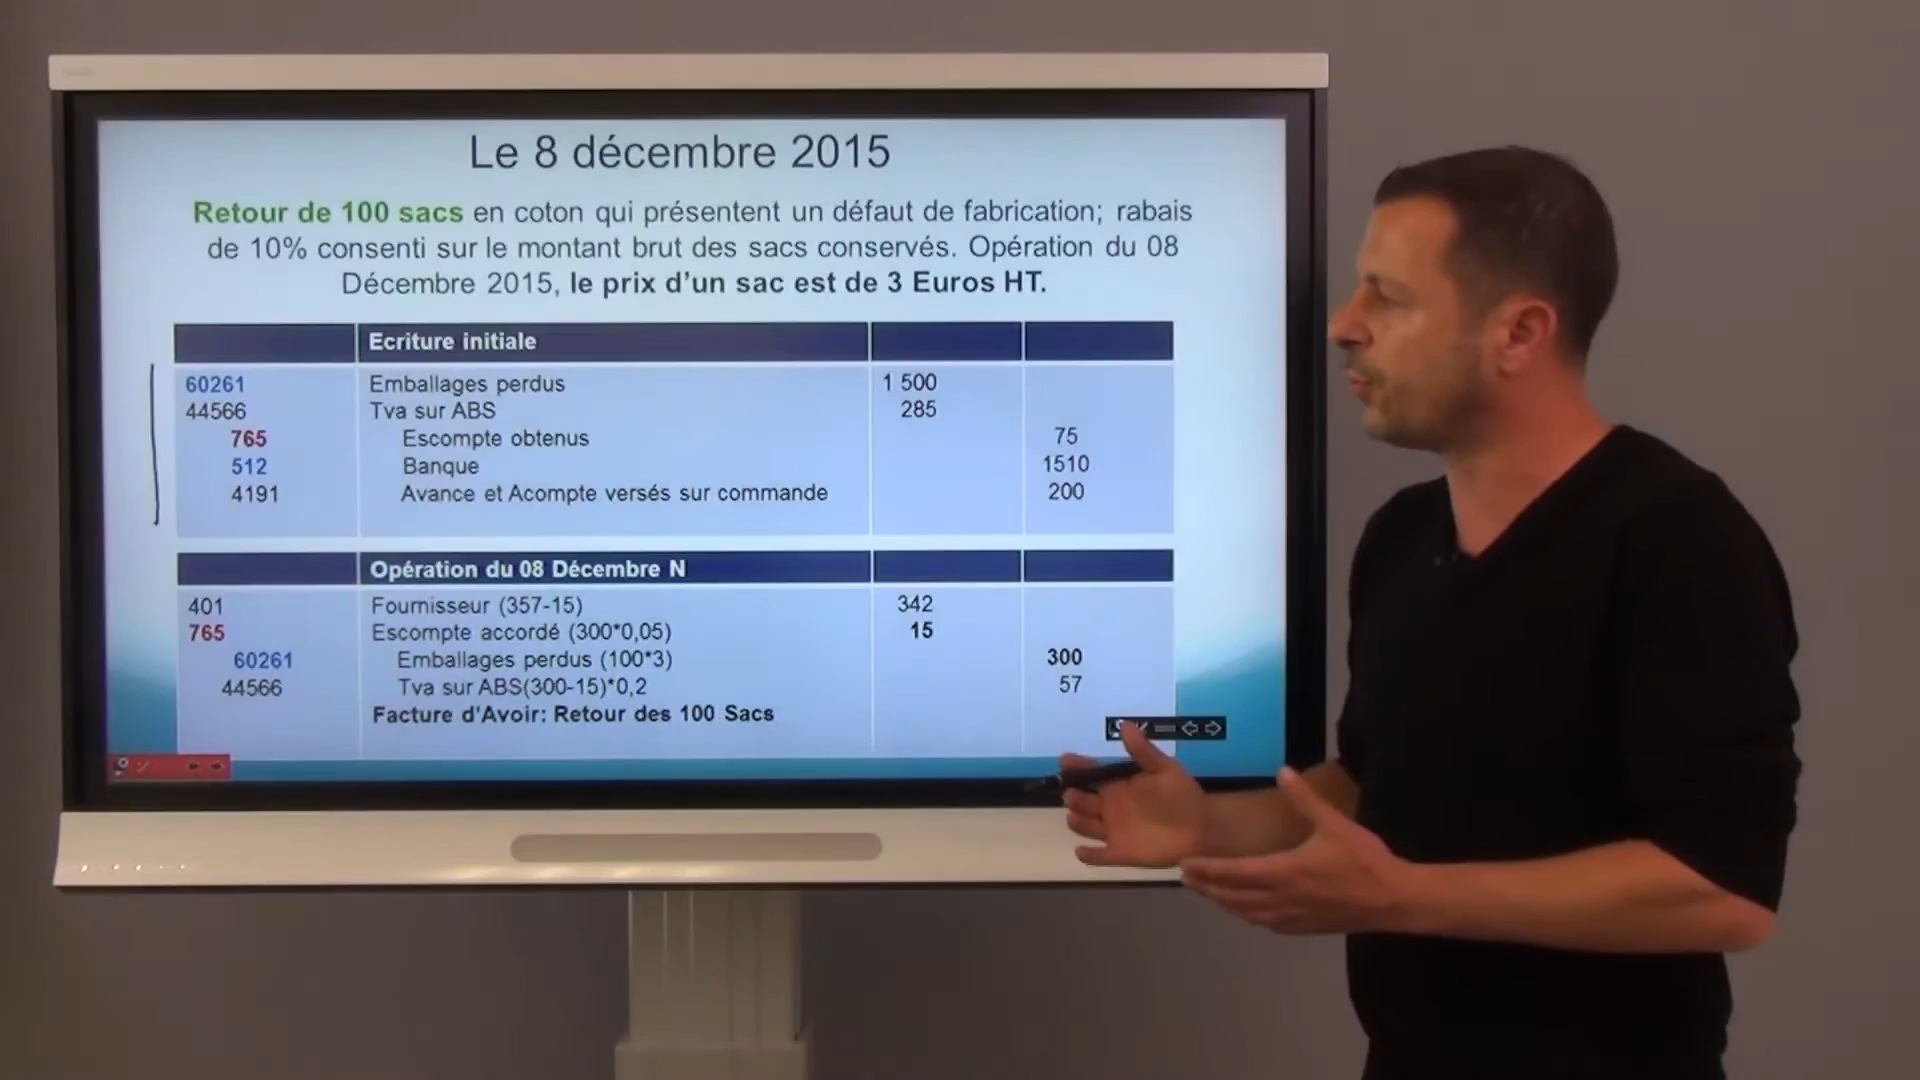 Le 8 décembre 2015
Retour de 100 sacs en coton qui présentent un défaut de fabrication; rabais
de 10% consenti sur le montant brut des sacs conservés. Opération du 08
Décembre 2015, le prix d'un sac est de 3 Euros HT.
Ecriture initiale
60261 Emballages perdus 1 500
44566 Tva sur ABS 285
765 Escompte obtenus 75
512 Banque 1510
4191 Avance et Acompte versés sur commande 200
Opération du 08 Décembre N
401 Fournisseur (357-15) 342
765 Escompte accordé (300*0,05) 15
60261 Emballages perdus (100*3) 300
44566 Tva sur ABS(300-15)*0,2 57
Facture d'Avoir: Retour des 100 Sacs